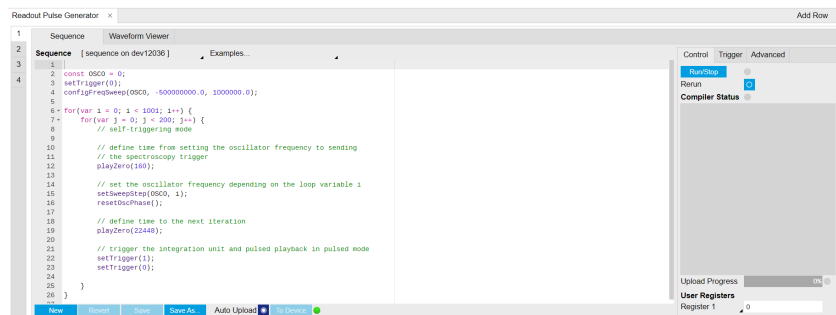 Readout Pulse Generator ×
Add Row
1
2
3
4
Sequence Waveform Viewer
Sequence [ sequence on dev12036 ] Examples...
1
2 const OSC0 = 0;
3 setTrigger(0);
4 configFreqSweep(OSC0, -500000000.0, 1000000.0);
5
6 for(var i = 0; i < 1001; i++) {
7 for(var j = 0; j < 200; j++) {
8 // self-triggering mode
9
10 // define time from setting the oscillator frequency to sending
11 // the spectroscopy trigger
12 playZero(160);
13
14 // set the oscillator frequency depending on the loop variable i
15 setSweepStep(OSC0, i);
16 resetOscPhase();
17
18 // define time to the next iteration
19 playZero(22448);
20
21 // trigger the integration unit and pulsed playback in pulsed mode
22 setTrigger(1);
23 setTrigger(0);
24
25 }
26 }
27
New Revert Save Save As... Auto Upload To Device
Control Trigger Advanced
Run/Stop
Rerun
Compiler Status
Upload Progress 0%
User Registers
Register 1 0